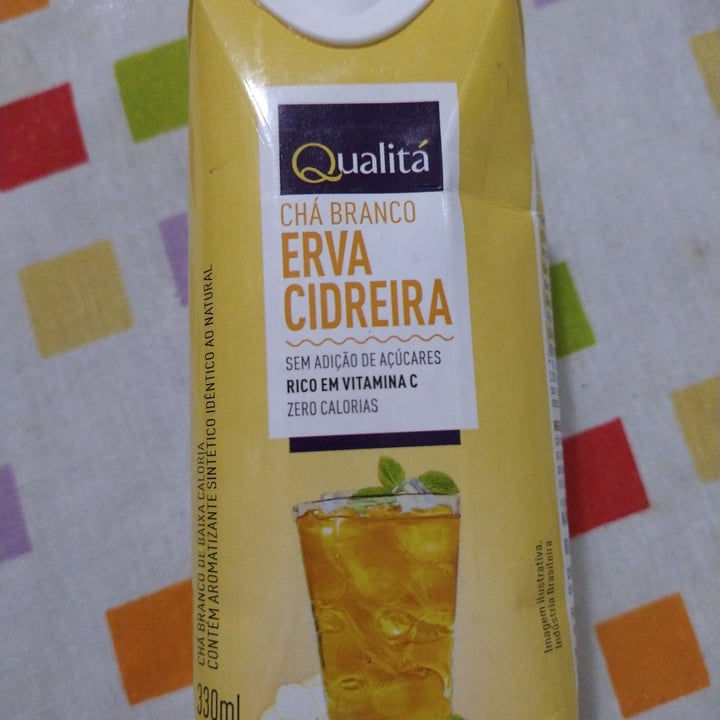 Qualitá
CHÁ BRANCO
ERVA
CIDREIRA
SEM ADIÇÃO DE AÇÚCARES
RICO EM VITAMINA C
ZERO CALORIAS
CHÁ BRANCO DE BAIXA CALORIA
CONTÉM AROMATIZANTE SINTÉTICO IDÊNTICO AO NATURAL
330ml
Imagem ilustrativa.
Indústria Brasileira